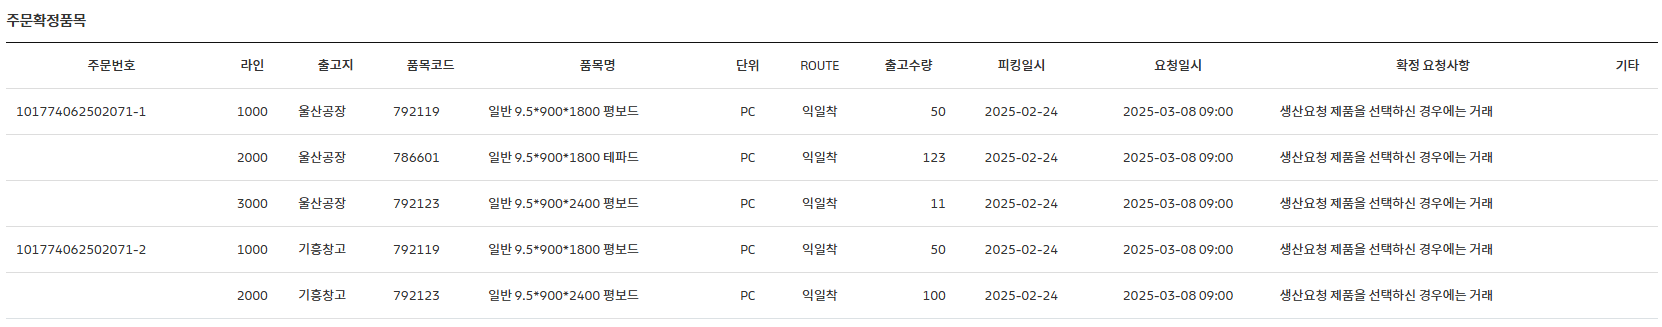 주문확정품목
주문번호 라인 출고지 품목코드 품목명 단위 ROUTE 출고수량 피킹일시 요청일시 확정 요청사항 기타
101774062502071-1 1000 울산공장 792119 일반 9.5*900*1800 평보드 PC 익일착 50 2025-02-24 2025-03-08 09:00 생산요청 제품을 선택하신 경우에는 거래
2000 울산공장 786601 일반 9.5*900*1800 테파드 PC 익일착 123 2025-02-24 2025-03-08 09:00 생산요청 제품을 선택하신 경우에는 거래
3000 울산공장 792123 일반 9.5*900*2400 평보드 PC 익일착 11 2025-02-24 2025-03-08 09:00 생산요청 제품을 선택하신 경우에는 거래
101774062502071-2 1000 기흥창고 792119 일반 9.5*900*1800 평보드 PC 익일착 50 2025-02-24 2025-03-08 09:00 생산요청 제품을 선택하신 경우에는 거래
2000 기흥창고 792123 일반 9.5*900*2400 평보드 PC 익일착 100 2025-02-24 2025-03-08 09:00 생산요청 제품을 선택하신 경우에는 거래